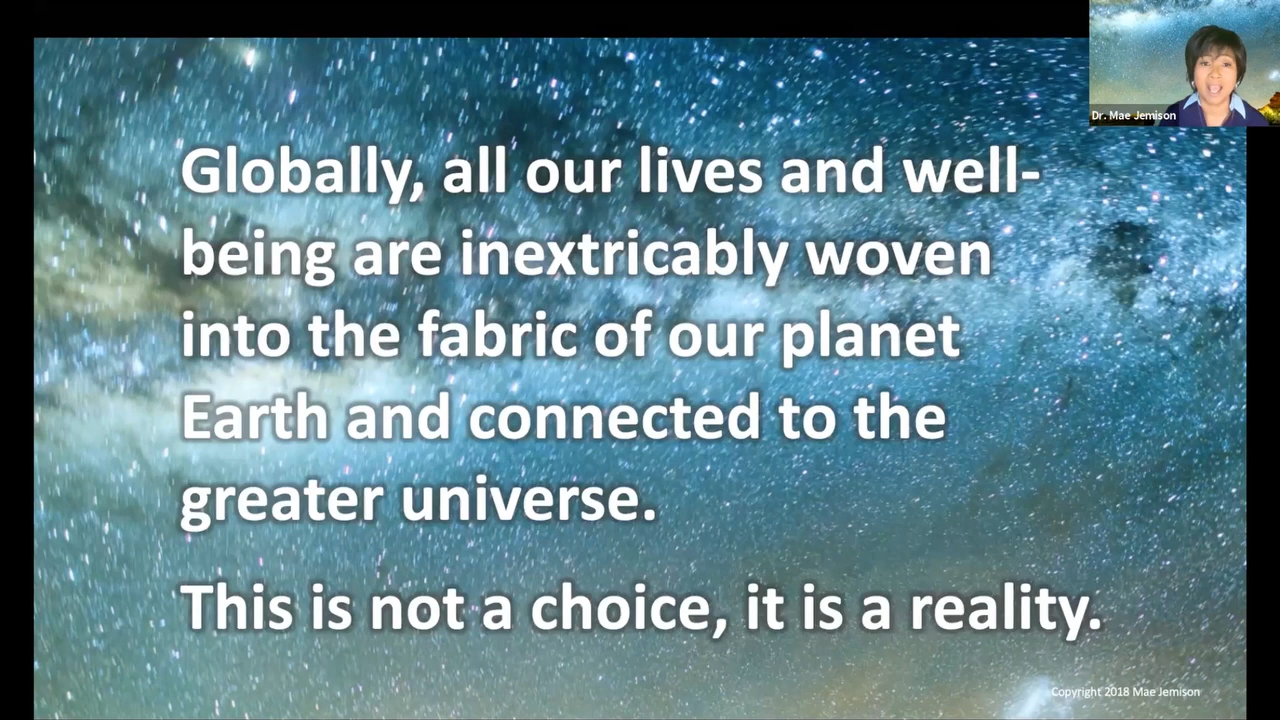 Dr. Mae Jemison
Globally, all our lives and well-
being are inextricably woven
into the fabric of our planet
Earth and connected to the
greater universe.
This is not a choice, it is a reality.
Copyright 2018 Mae Jemison